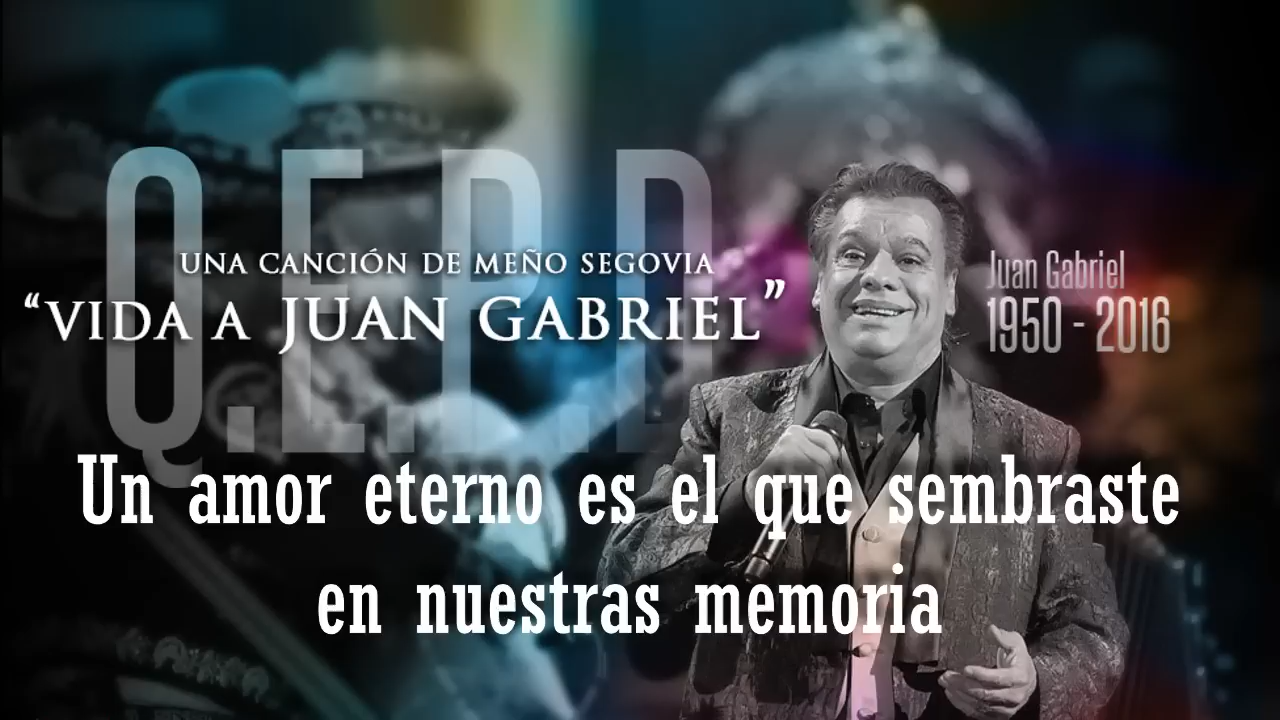 Q.E.P.D
UNA CANCIÓN DE MEÑO SEGOVIA
“VIDA A JUAN GABRIEL”
Juan Gabriel
1950 - 2016
Un amor eterno es el que sembraste
en nuestras memoria